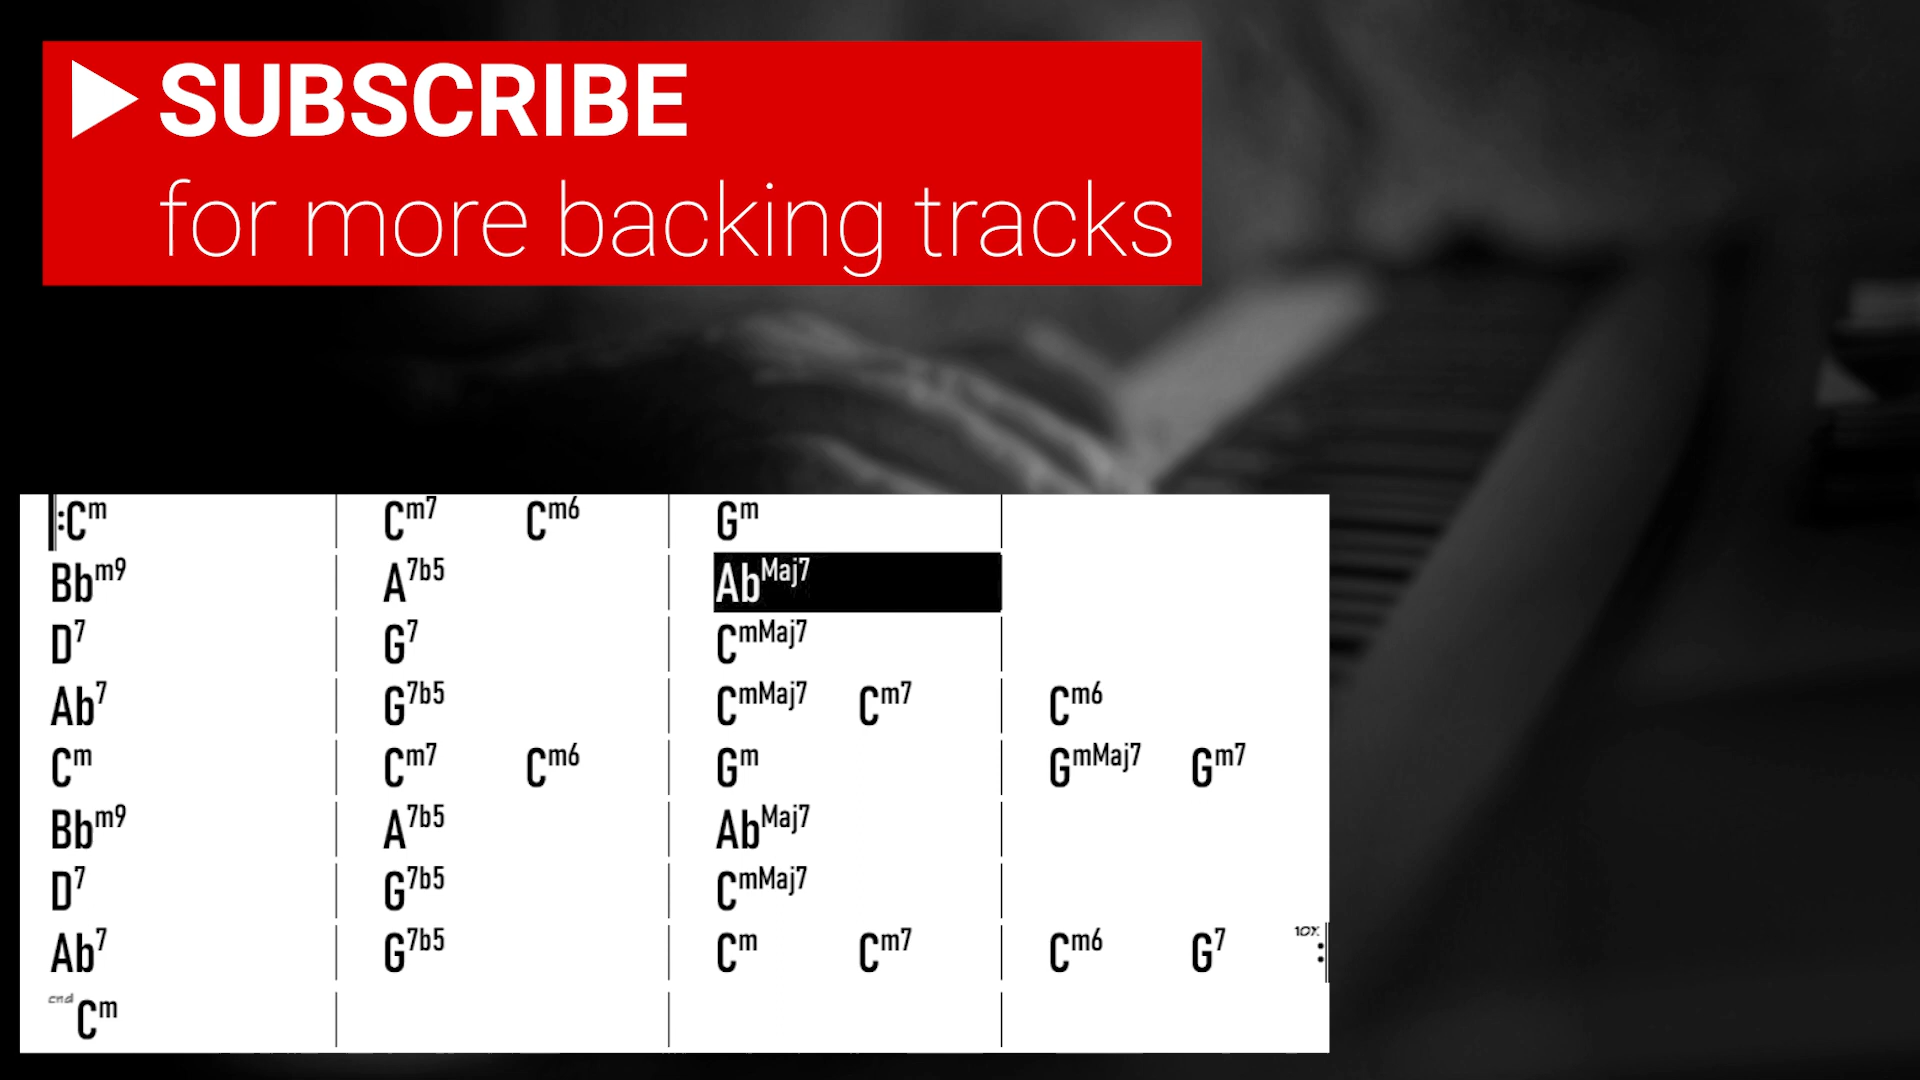 SUBSCRIBE
for more backing tracks
:Cm Cm7 Cm6 Gm
Bbm9 A7b5 AbMaj7
D7 G7 CmMaj7
Ab7 G7b5 CmMaj7 Cm7 Cm6
Cm Cm7 Cm6 Gm GmMaj7 Gm7
Bbm9 A7b5 AbMaj7
D7 G7b5 CmMaj7
Ab7 G7b5 Cm Cm7 Cm6 G7 10x :
end Cm